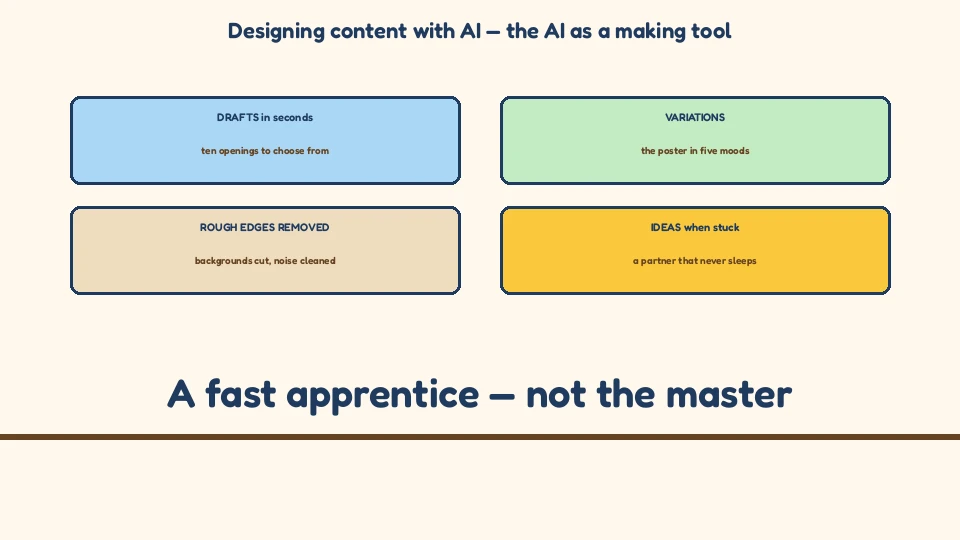 Designing content with AI — the AI as a making tool
DRAFTS in seconds
ten openings to choose from
VARIATIONS
the poster in five moods
ROUGH EDGES REMOVED
backgrounds cut, noise cleaned
IDEAS when stuck
a partner that never sleeps
A fast apprentice — not the master